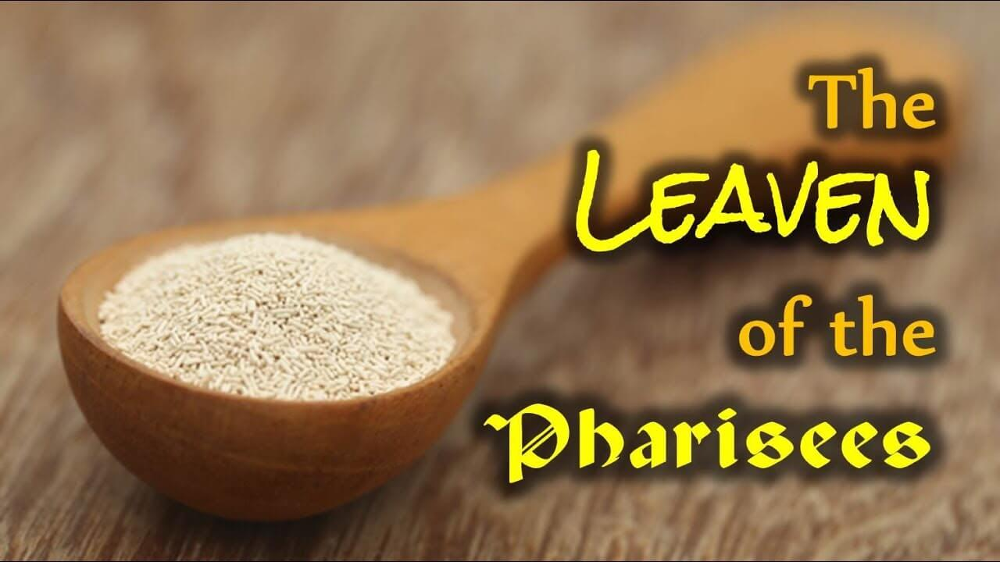 The
LEAVEN
of the
Pharisees